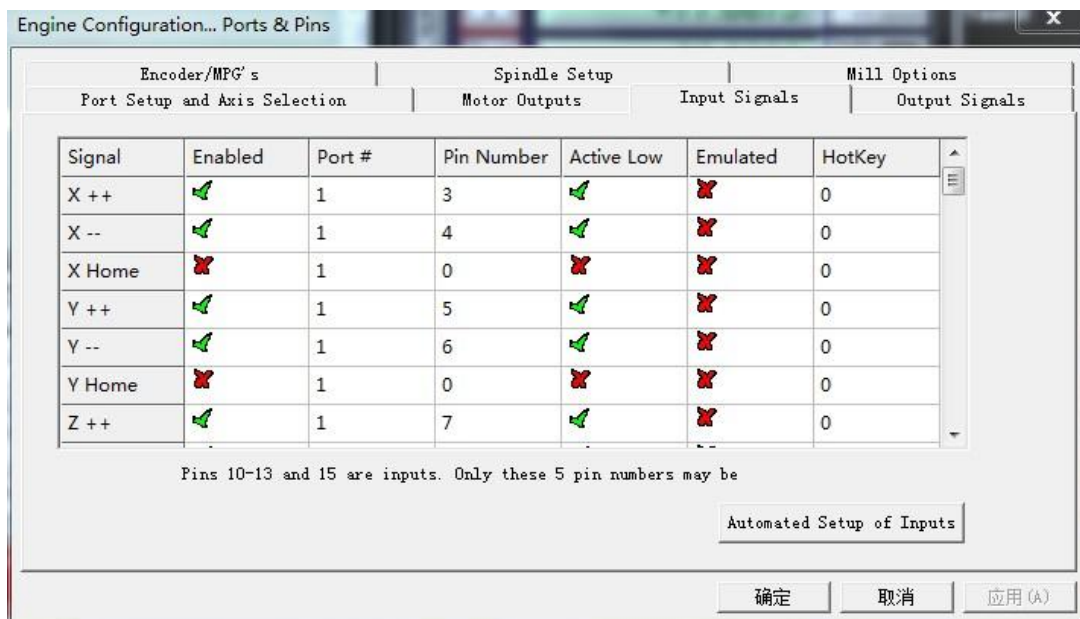 Engine Configuration... Ports & Pins
x
Encoder/MPG's Spindle Setup Mill Options
Port Setup and Axis Selection Motor Outputs Input Signals Output Signals
Signal Enabled Port # Pin Number Active Low Emulated HotKey
X ++ 1 3 0
X -- 1 4 0
X Home 1 0 0
Y ++ 1 5 0
Y -- 1 6 0
Y Home 1 0 0
Z ++ 1 7 0
Pins 10-13 and 15 are inputs. Only these 5 pin numbers may be
Automated Setup of Inputs
确定 取消 应用(A)